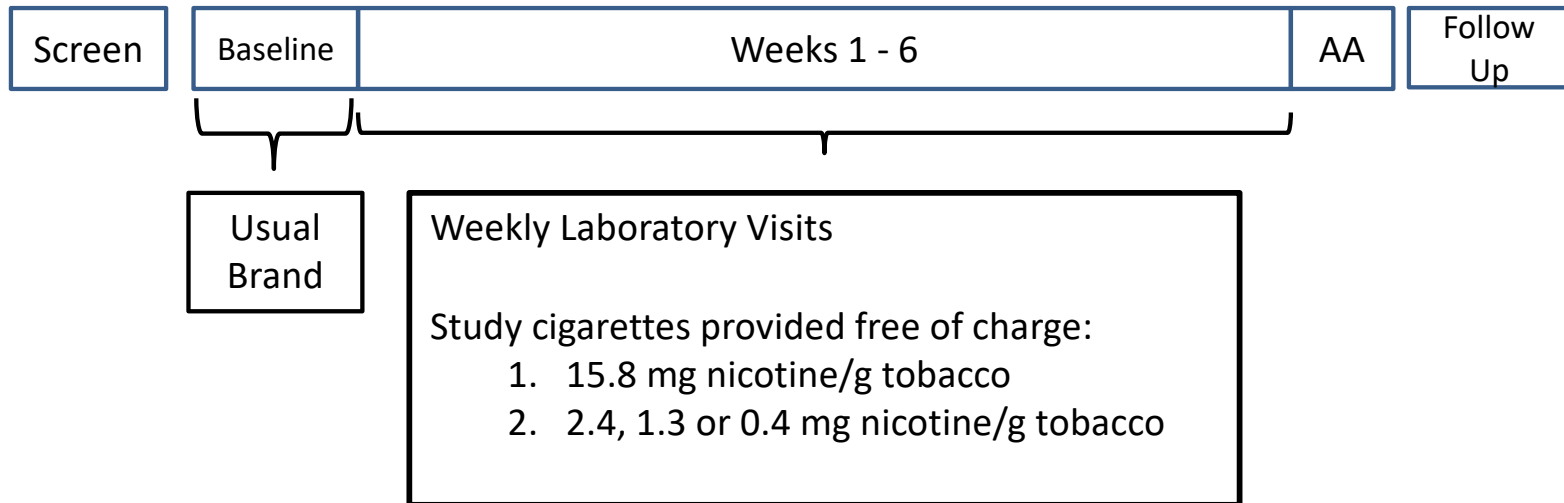 Screen
Baseline
Weeks 1 - 6
AA
Follow
Up
Usual
Brand
Weekly Laboratory Visits
Study cigarettes provided free of charge:
1. 15.8 mg nicotine/g tobacco
2. 2.4, 1.3 or 0.4 mg nicotine/g tobacco